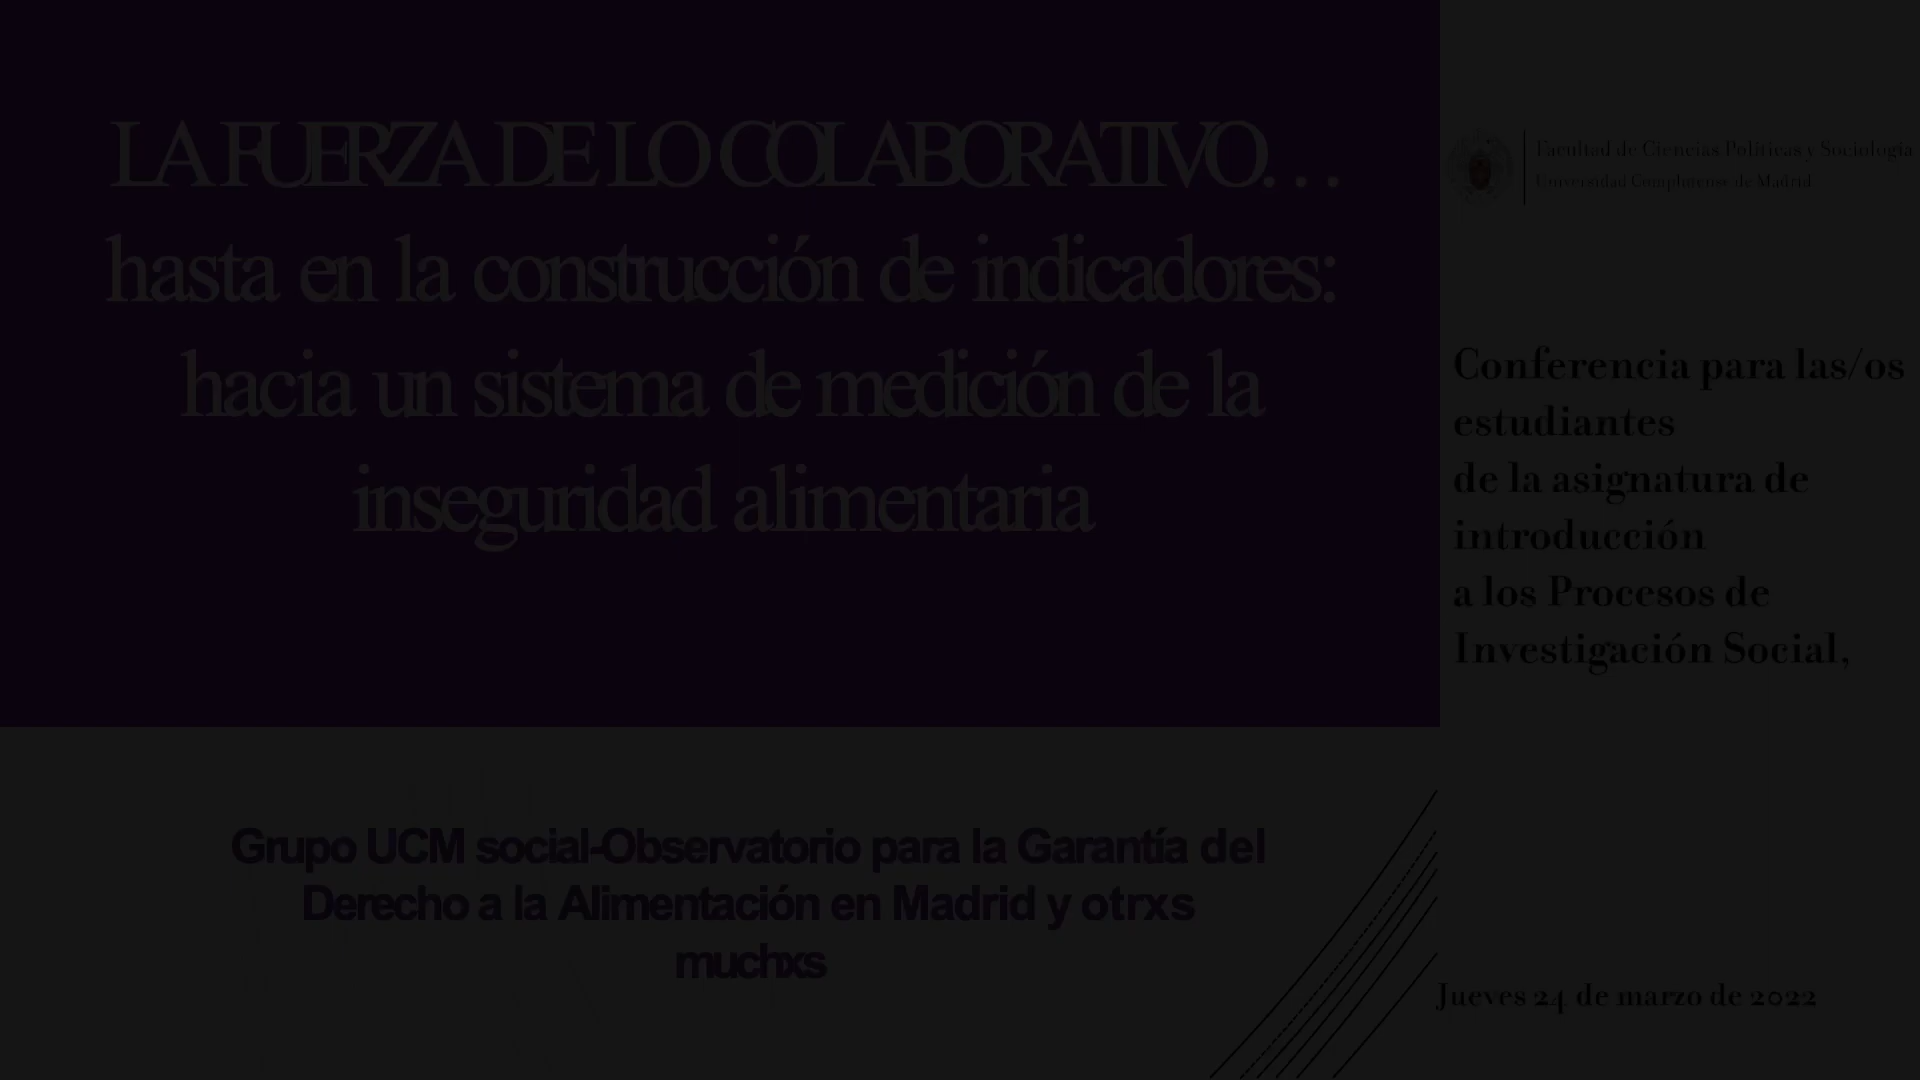 LA FUERZA DE LO COLABORATIVO…
hasta en la construcción de indicadores:
hacia un sistema de medición de la
inseguridad alimentaria
Facultad de Ciencias Políticas y Sociología
Universidad Complutense de Madrid
Conferencia para las/os
estudiantes
de la asignatura de
introducción
a los Procesos de
Investigación Social,
Grupo UCM social-Observatorio para la Garantía del
Derecho a la Alimentación en Madrid y otrxs
muchxs
Jueves 24 de marzo de 2022